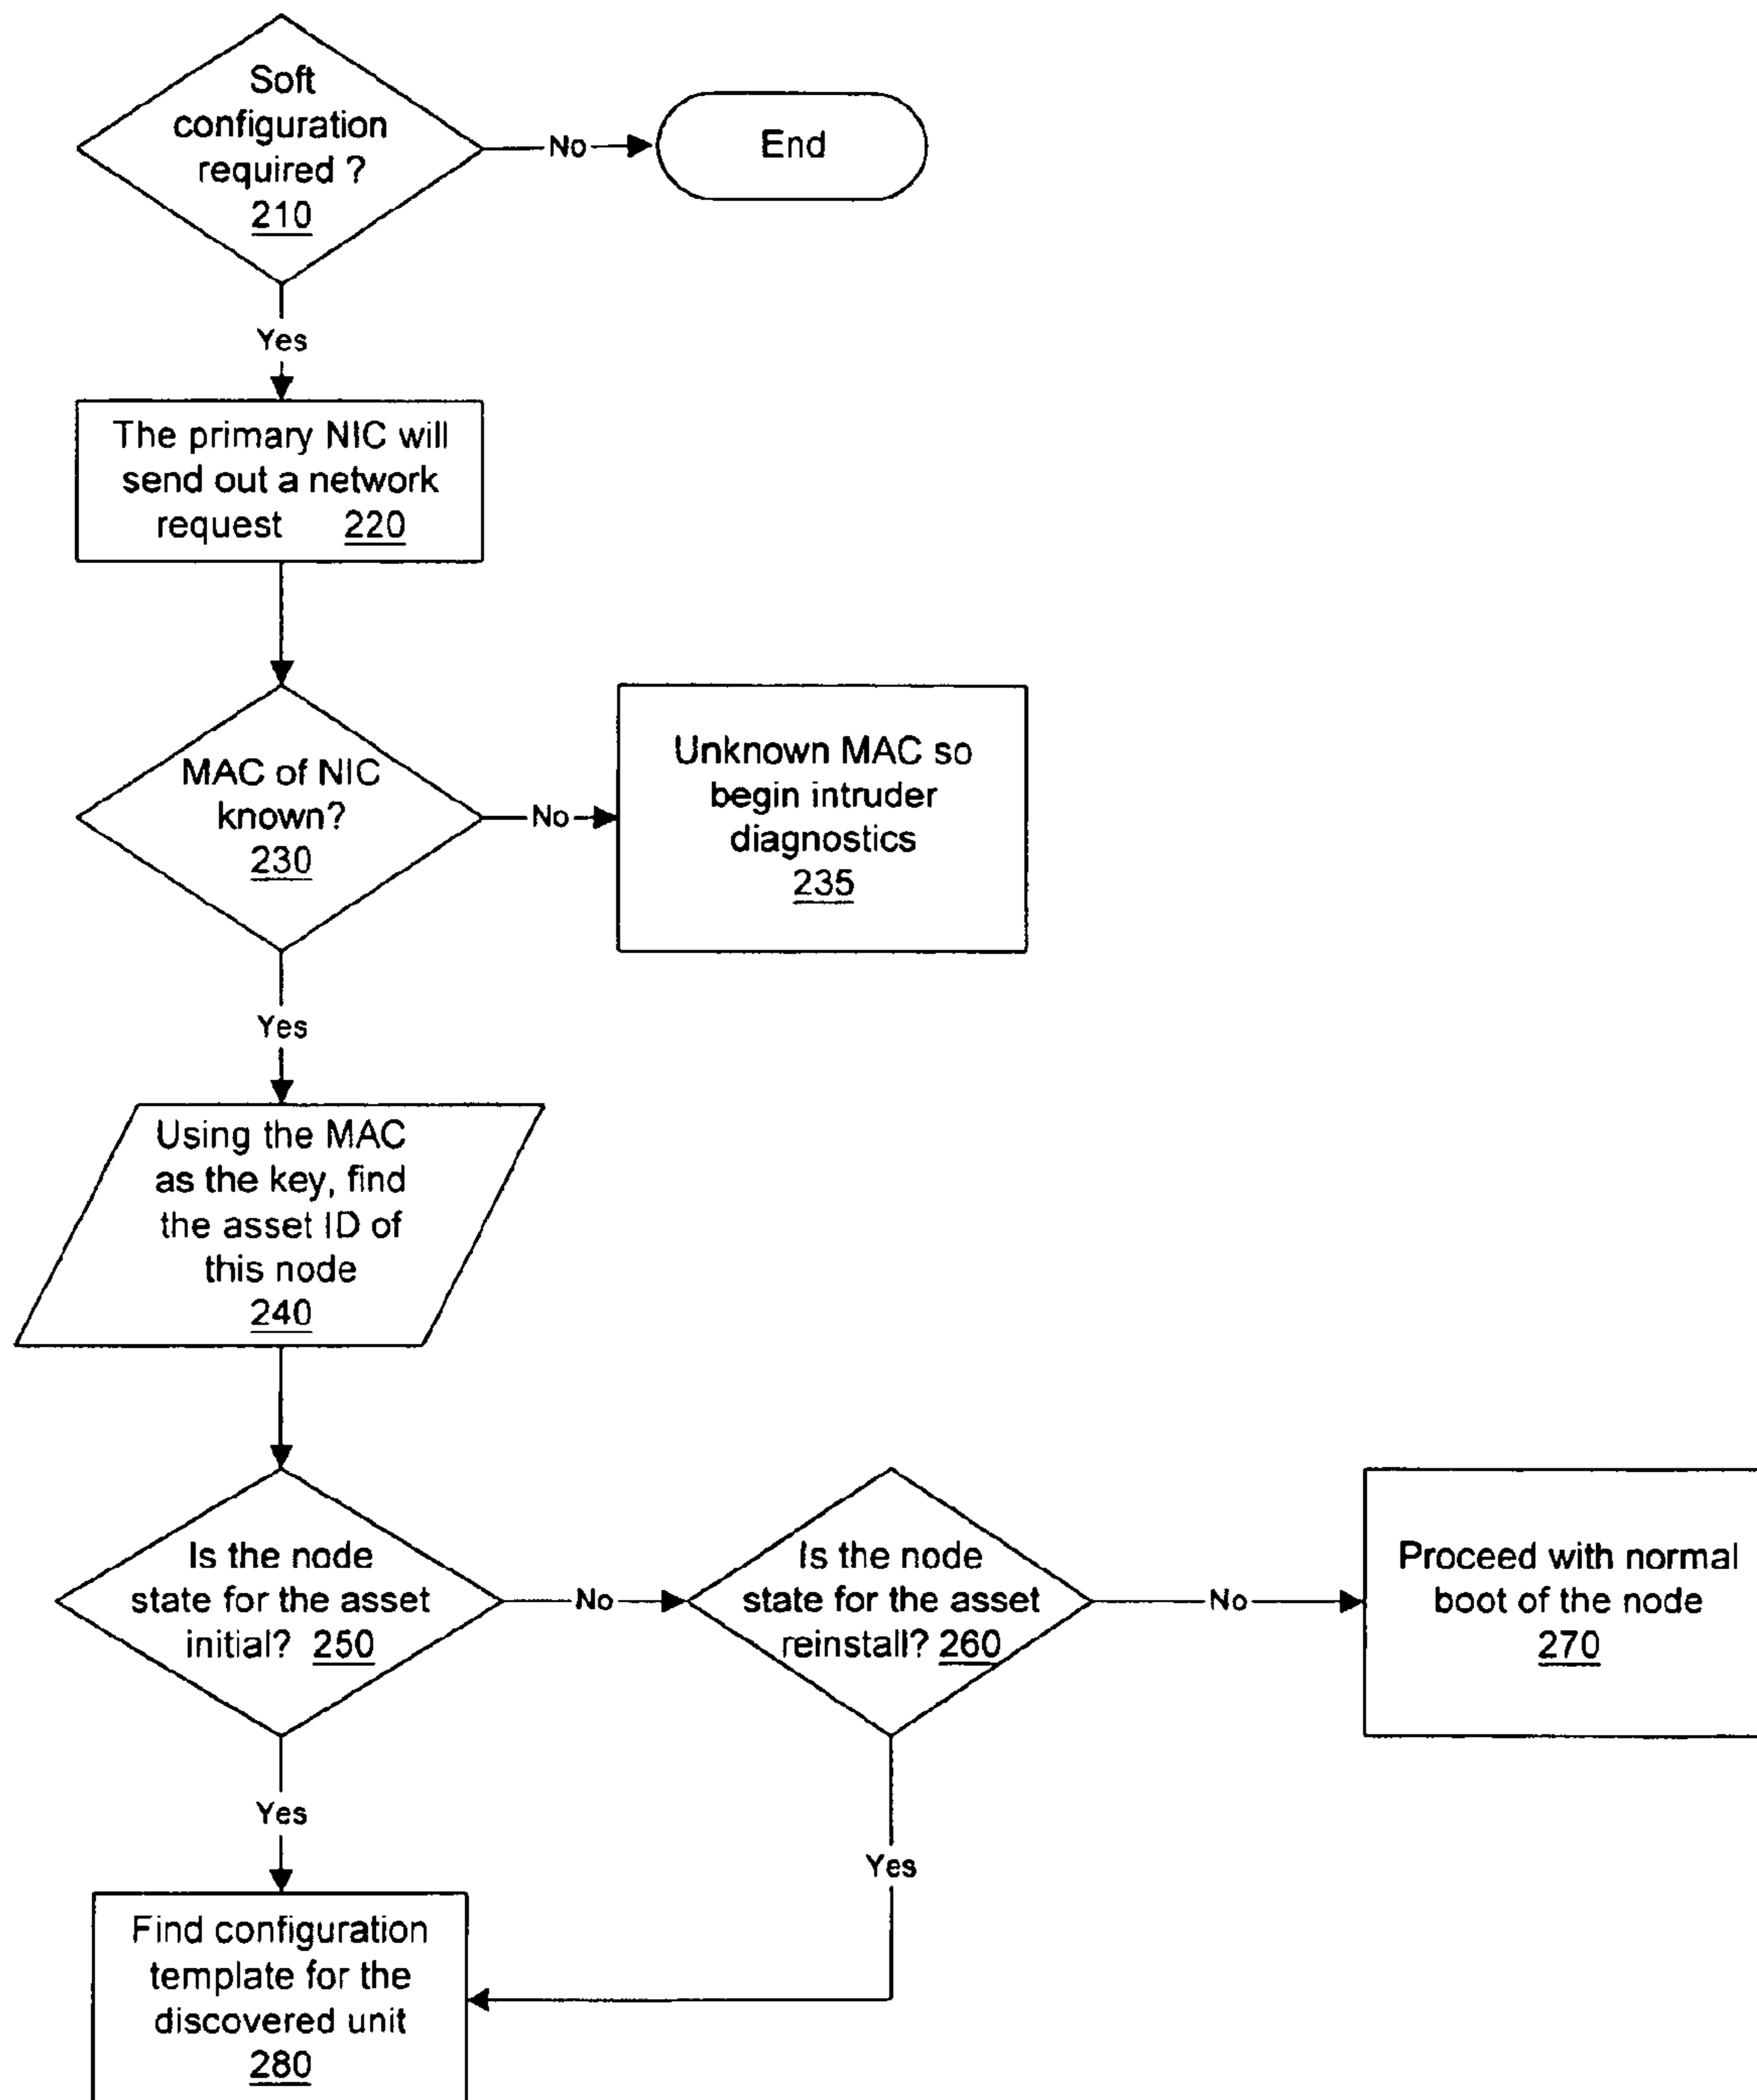 Soft
configuration
required ?
210
No
End
Yes
The primary NIC will
send out a network
request 220
MAC of NIC
known?
230
No
Unknown MAC so
begin intruder
diagnostics
235
Yes
Using the MAC
as the key, find
the asset ID of
this node
240
Is the node
state for the asset
initial? 250
No
Is the node
state for the asset
reinstall? 260
No
Proceed with normal
boot of the node
270
Yes
Yes
Find configuration
template for the
discovered unit
280